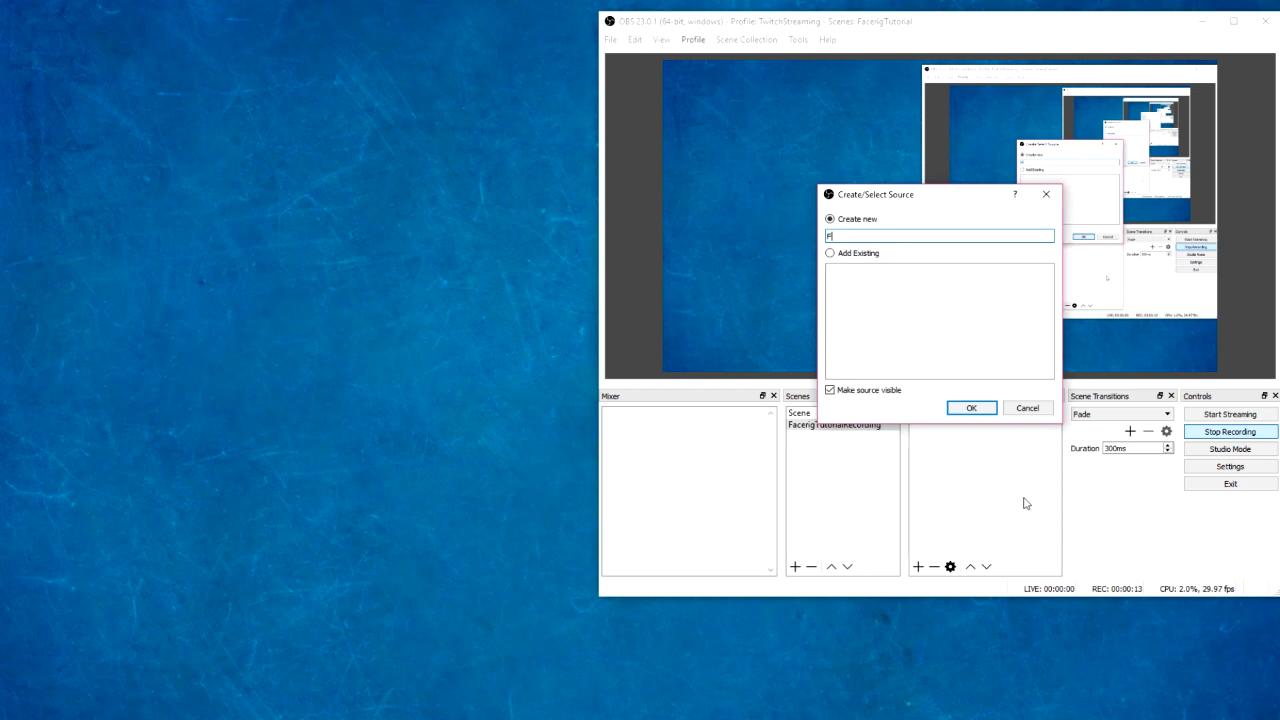 OBS 23.0.1 (64-bit, windows) - Profile: TwitchStreaming - Scenes: FacerigTutorial
File Edit View Profile Scene Collection Tools Help
Create/Select Source
?
Create new
F
Add Existing
Make source visible
OK Cancel
Mixer
Scenes
Scene
FacerigTutorialRecording
Scene Transitions
Fade
Duration 300ms
Controls
Start Streaming
Stop Recording
Studio Mode
Settings
Exit
LIVE: 00:00:00 REC: 00:00:13 CPU: 2.0%, 29.97 fps